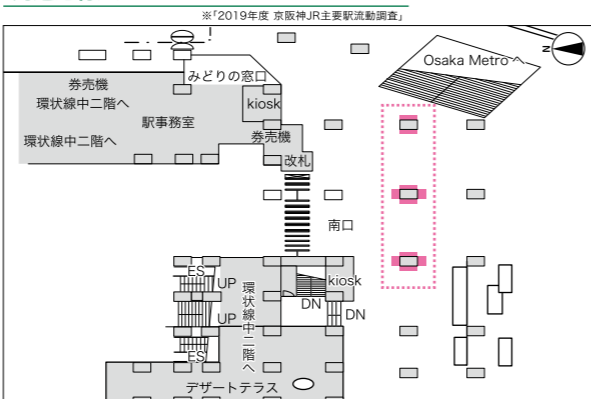 ※「2019年度 京阪神JR主要駅流動調査」
N
Osaka Metroへ
みどりの窓口
券売機
環状線中二階へ
kiosk
駅事務室
券売機
環状線中二階へ
改札
南口
ES
UP
kiosk
環状線中二階へ
DN
DN
UP
ES
デザートテラス